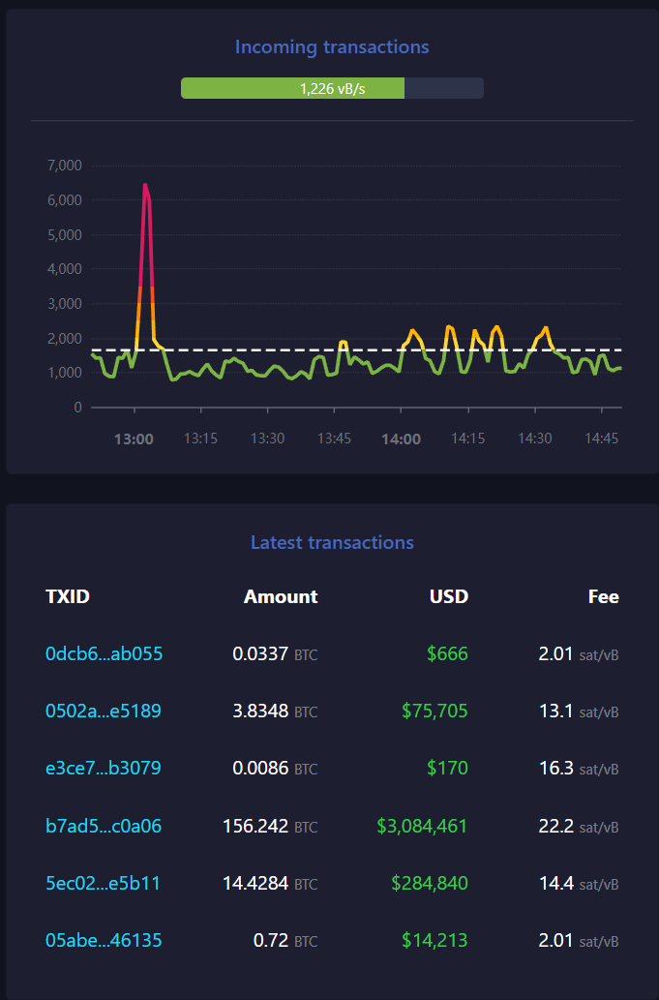 Incoming transactions
1,226 vB/s
7,000
6,000
5,000
4,000
3,000
2,000
1,000
0
13:00 13:15 13:30 13:45 14:00 14:15 14:30 14:45
Latest transactions
TXID Amount USD Fee
0dcb6...ab055 0.0337 BTC $666 2.01 sat/vB
0502a...e5189 3.8348 BTC $75,705 13.1 sat/vB
e3ce7...b3079 0.0086 BTC $170 16.3 sat/vB
b7ad5...c0a06 156.242 BTC $3,084,461 22.2 sat/vB
5ec02...e5b11 14.4284 BTC $284,840 14.4 sat/vB
05abe...46135 0.72 BTC $14,213 2.01 sat/vB